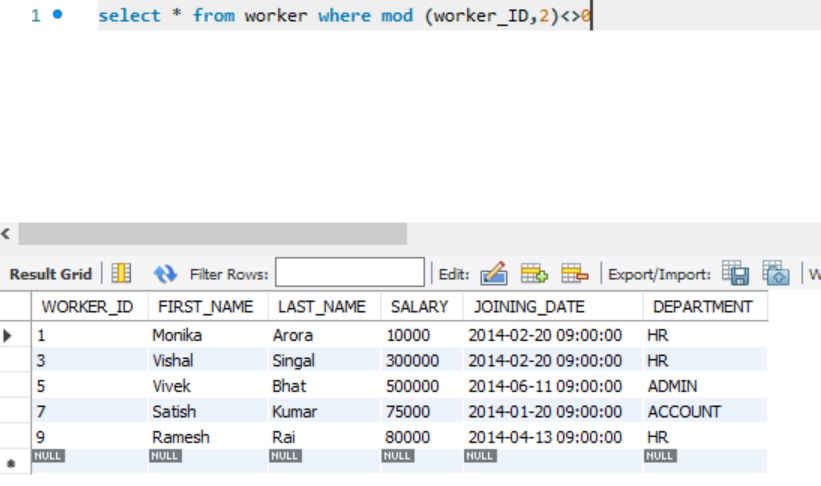 1 select * from worker where mod (worker_ID,2)<>0
Result Grid Filter Rows: Edit: Export/Import: W
WORKER_ID FIRST_NAME LAST_NAME SALARY JOINING_DATE DEPARTMENT
1 Monika Arora 10000 2014-02-20 09:00:00 HR
3 Vishal Singal 300000 2014-02-20 09:00:00 HR
5 Vivek Bhat 500000 2014-06-11 09:00:00 ADMIN
7 Satish Kumar 75000 2014-01-20 09:00:00 ACCOUNT
9 Ramesh Rai 80000 2014-04-13 09:00:00 HR
NULL NULL NULL NULL NULL NULL